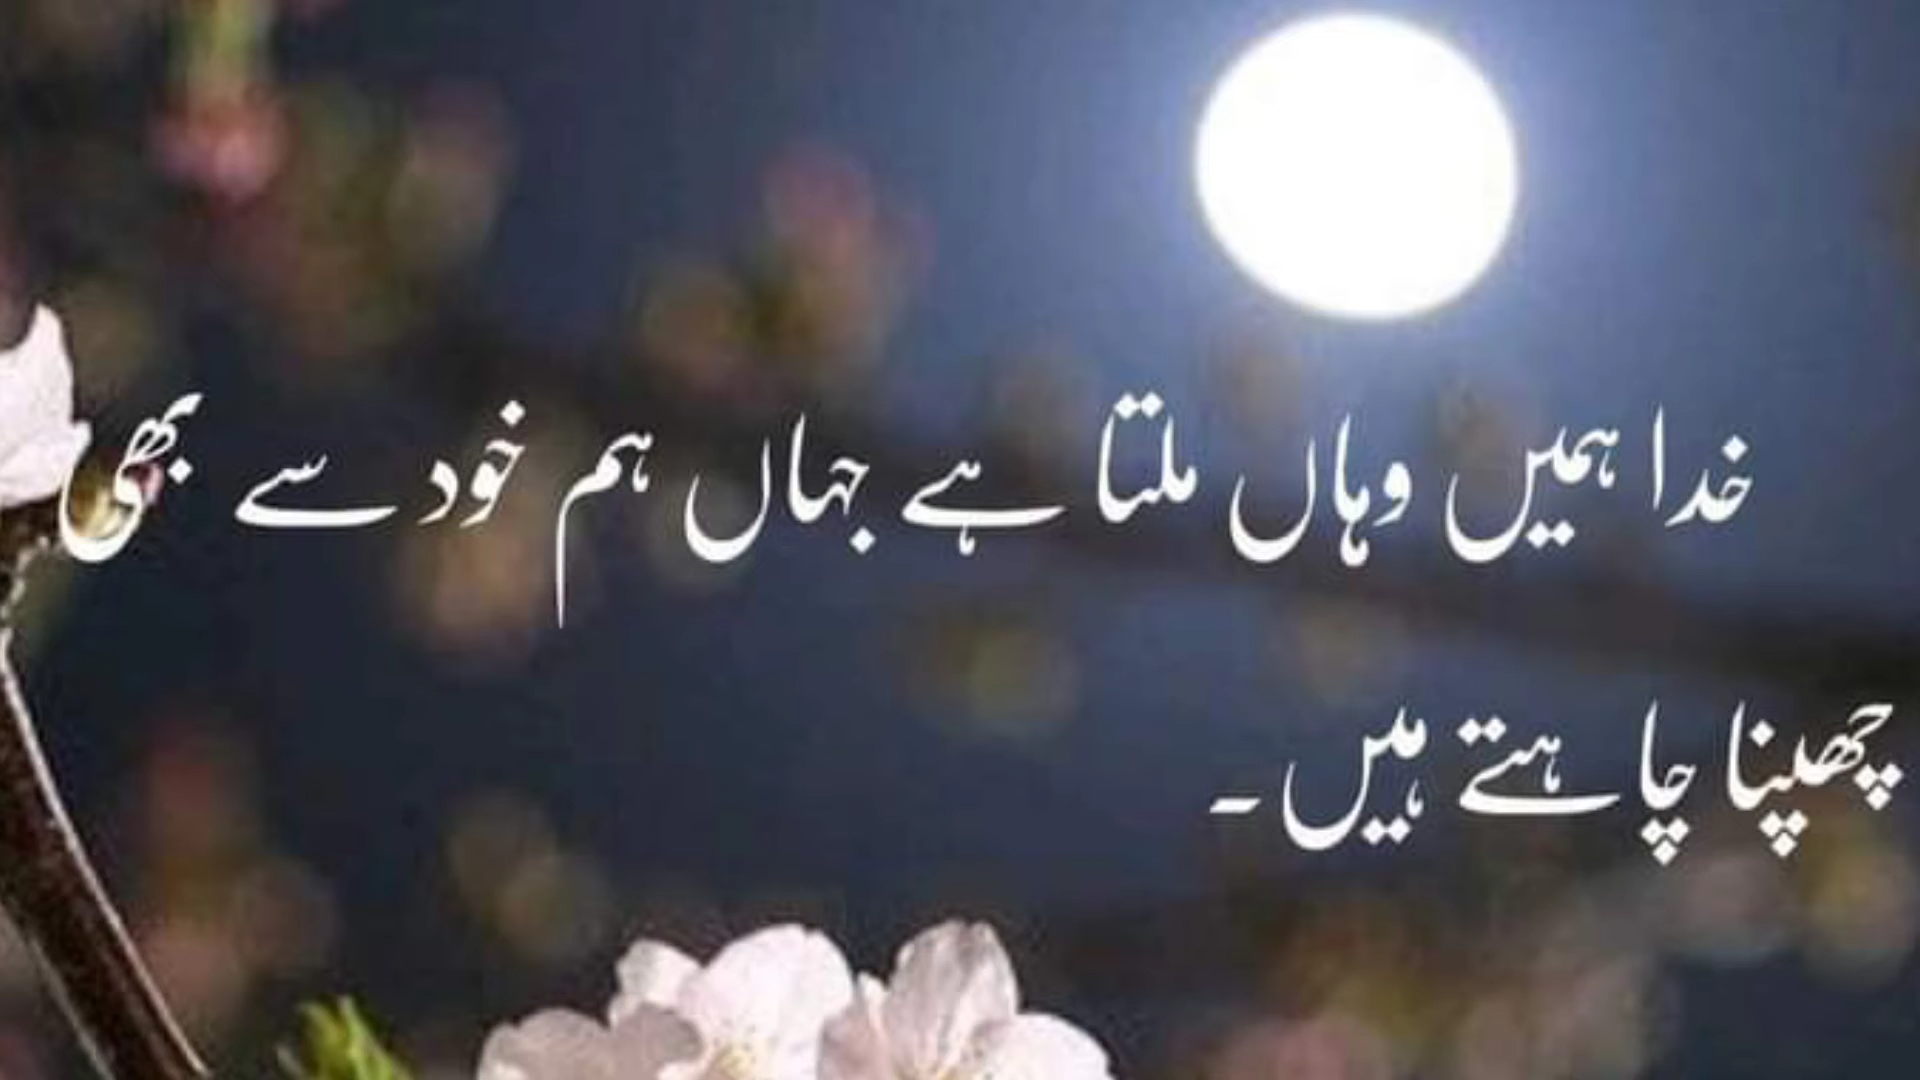 خدا ہمیں وہاں ملتا ہے جہاں ہم خود سے بھی
چھپنا چاہتے ہیں۔